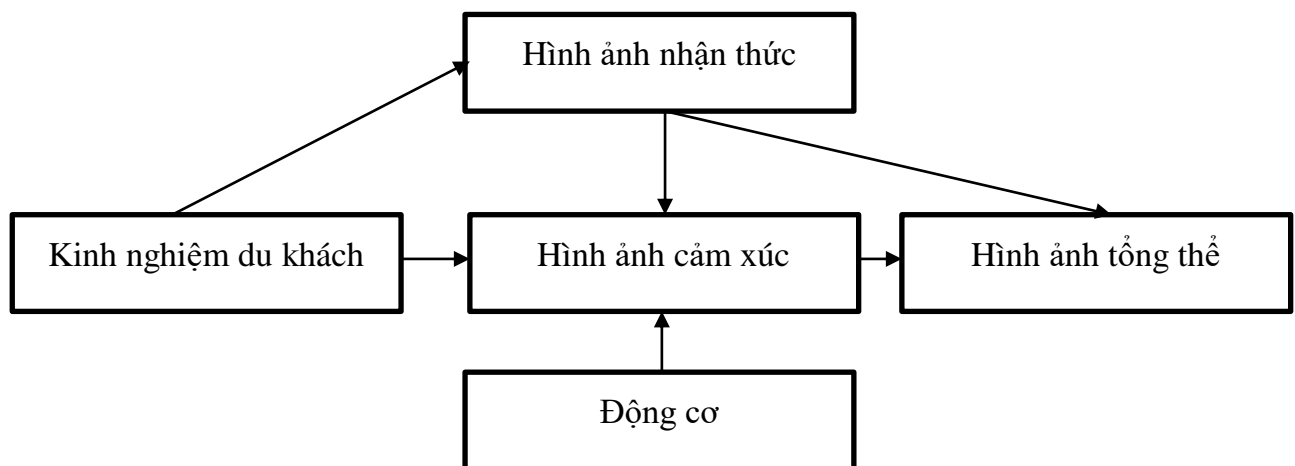 Hình ảnh nhận thức
Kinh nghiệm du khách
Hình ảnh cảm xúc
Hình ảnh tổng thể
Động cơ